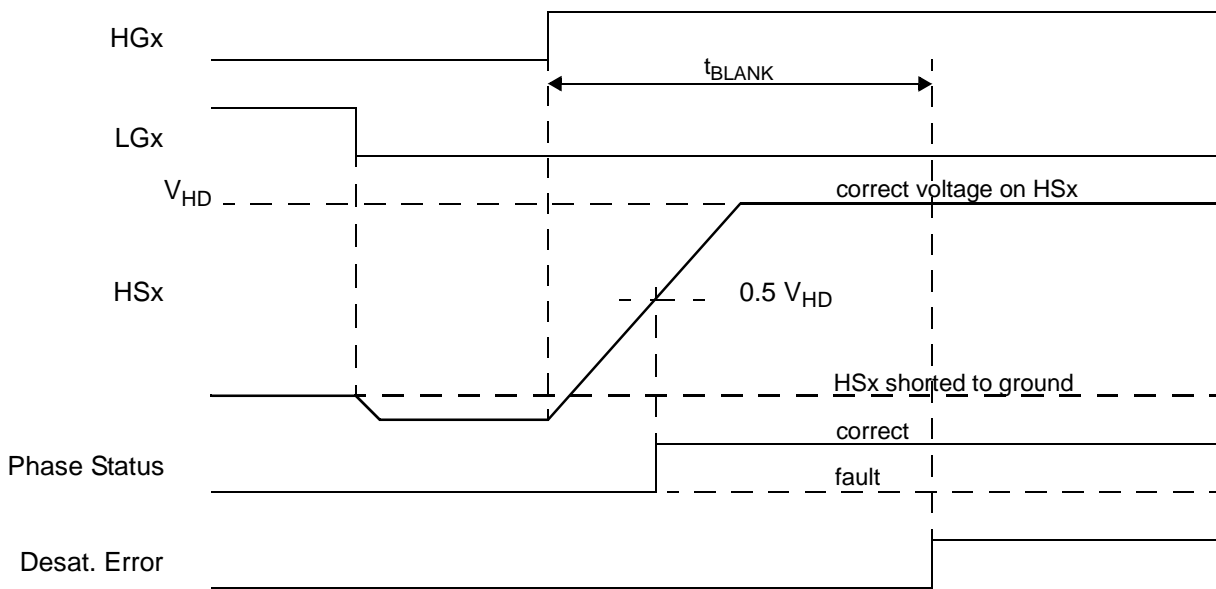 HGx
tBLANK
LGx
VHD
correct voltage on HSx
HSx
0.5 VHD
HSx shorted to ground
correct
Phase Status
fault
Desat. Error